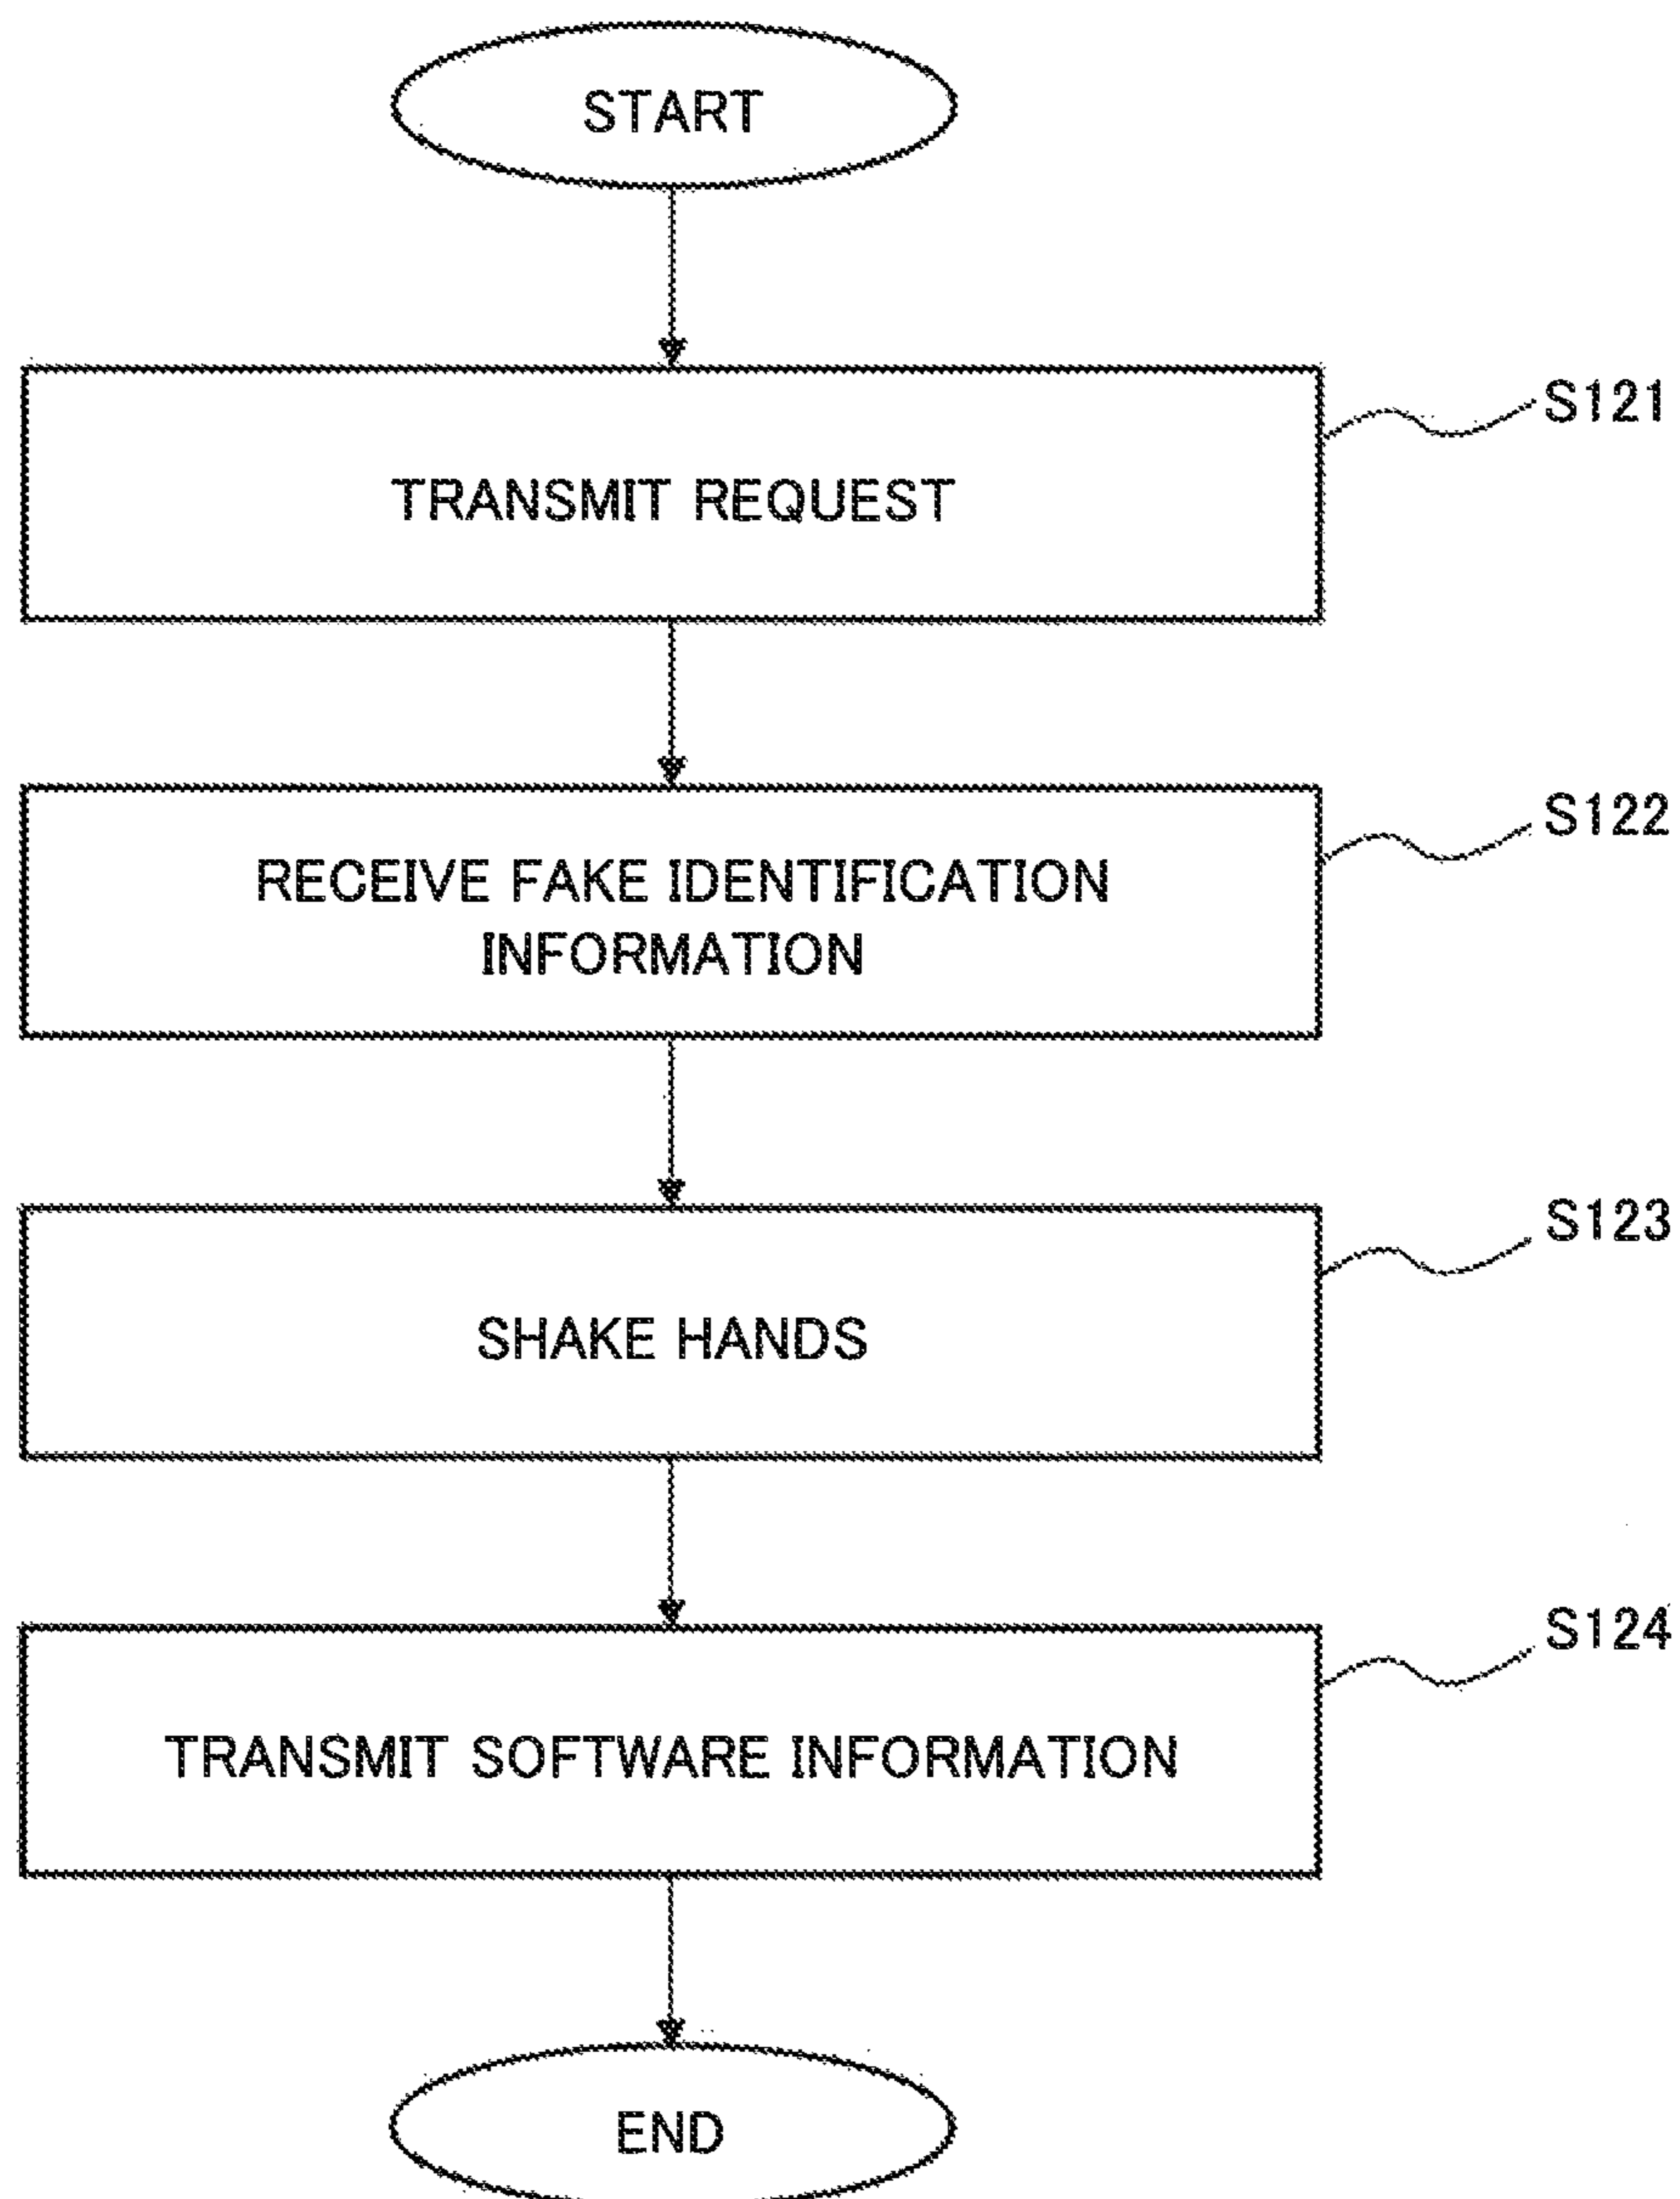 START
TRANSMIT REQUEST
S121
RECEIVE FAKE IDENTIFICATION
INFORMATION
S122
SHAKE HANDS
S123
TRANSMIT SOFTWARE INFORMATION
S124
END